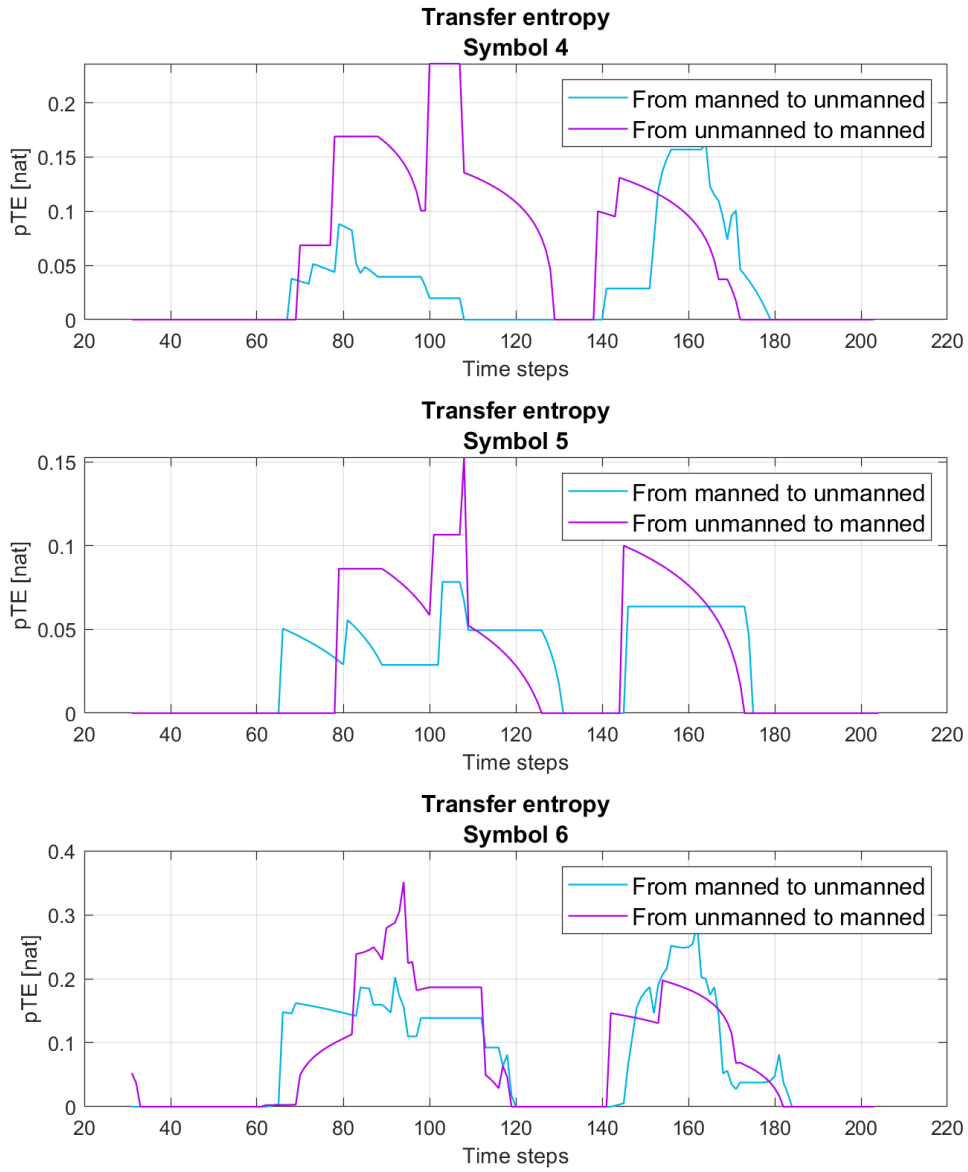 Transfer entropy
Symbol 4
From manned to unmanned
From unmanned to manned
pTE [nat]
0.2
0.15
0.1
0.05
0
20 40 60 80 100 120 140 160 180 200 220
Time steps
Transfer entropy
Symbol 5
From manned to unmanned
From unmanned to manned
pTE [nat]
0.15
0.1
0.05
0
20 40 60 80 100 120 140 160 180 200 220
Time steps
Transfer entropy
Symbol 6
From manned to unmanned
From unmanned to manned
pTE [nat]
0.4
0.3
0.2
0.1
0
20 40 60 80 100 120 140 160 180 200 220
Time steps